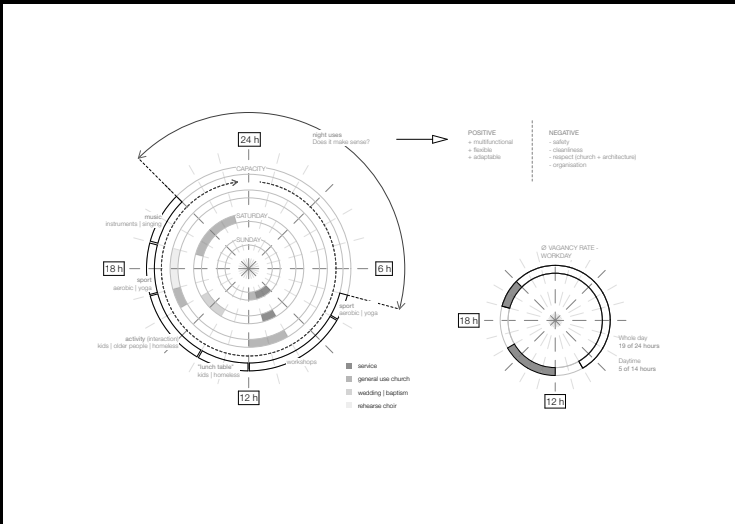 night uses
Does it make sense?
24 h
POSITIVE
+ multifunctional
+ flexible
+ adaptable
NEGATIVE
- safety
- cleanliness
- respect (church + architecture)
- organisation
CAPACITY
music
instruments | singing
SATURDAY
SUNDAY
Ø VAGANCY RATE -
WORKDAY
18 h
6 h
sport
aerobic | yoga
sport
aerobic | yoga
18 h
activity (interaction)
kids | older people | homeless
Whole day
19 of 24 hours
"lunch table"
kids | homeless
workshops
Daytime
5 of 14 hours
service
general use church
wedding | baptism
rehearse choir
12 h
12 h